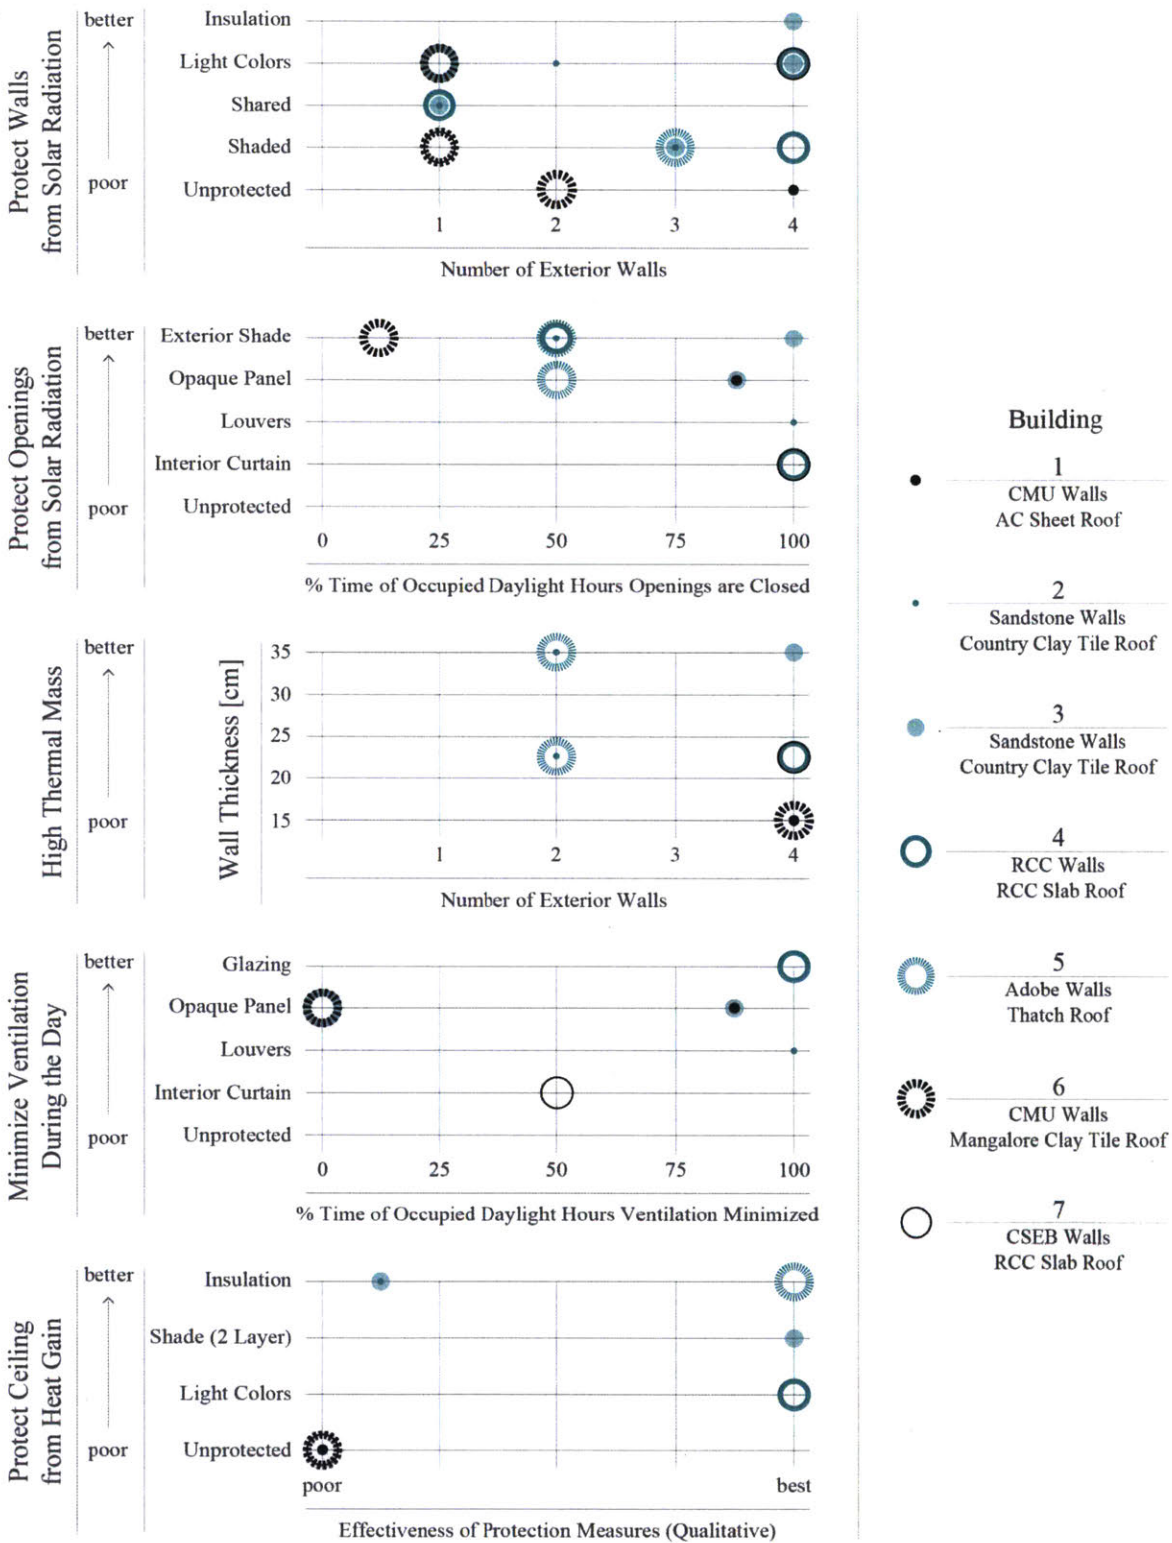 Protect Walls
from Solar Radiation
better
poor
Insulation
Light Colors
Shared
Shaded
Unprotected
1 2 3 4
Number of Exterior Walls
Protect Openings
from Solar Radiation
better
poor
Exterior Shade
Opaque Panel
Louvers
Interior Curtain
Unprotected
0 25 50 75 100
% Time of Occupied Daylight Hours Openings are Closed
High Thermal Mass
better
poor
Wall Thickness [cm]
35
30
25
20
15
1 2 3 4
Number of Exterior Walls
Minimize Ventilation
During the Day
better
poor
Glazing
Opaque Panel
Louvers
Interior Curtain
Unprotected
0 25 50 75 100
% Time of Occupied Daylight Hours Ventilation Minimized
Protect Ceiling
from Heat Gain
better
poor
Insulation
Shade (2 Layer)
Light Colors
Unprotected
poor best
Effectiveness of Protection Measures (Qualitative)
Building
1
CMU Walls
AC Sheet Roof
2
Sandstone Walls
Country Clay Tile Roof
3
Sandstone Walls
Country Clay Tile Roof
4
RCC Walls
RCC Slab Roof
5
Adobe Walls
Thatch Roof
6
CMU Walls
Mangalore Clay Tile Roof
7
CSEB Walls
RCC Slab Roof